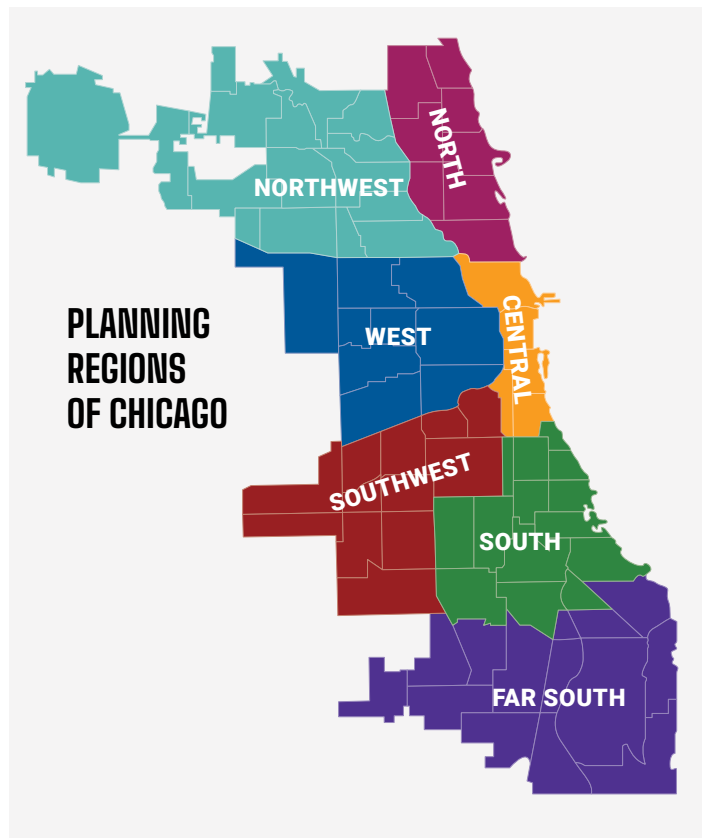 NORTH
NORTHWEST
CENTRAL
PLANNING
REGIONS
OF CHICAGO
WEST
SOUTHWEST
SOUTH
FAR SOUTH